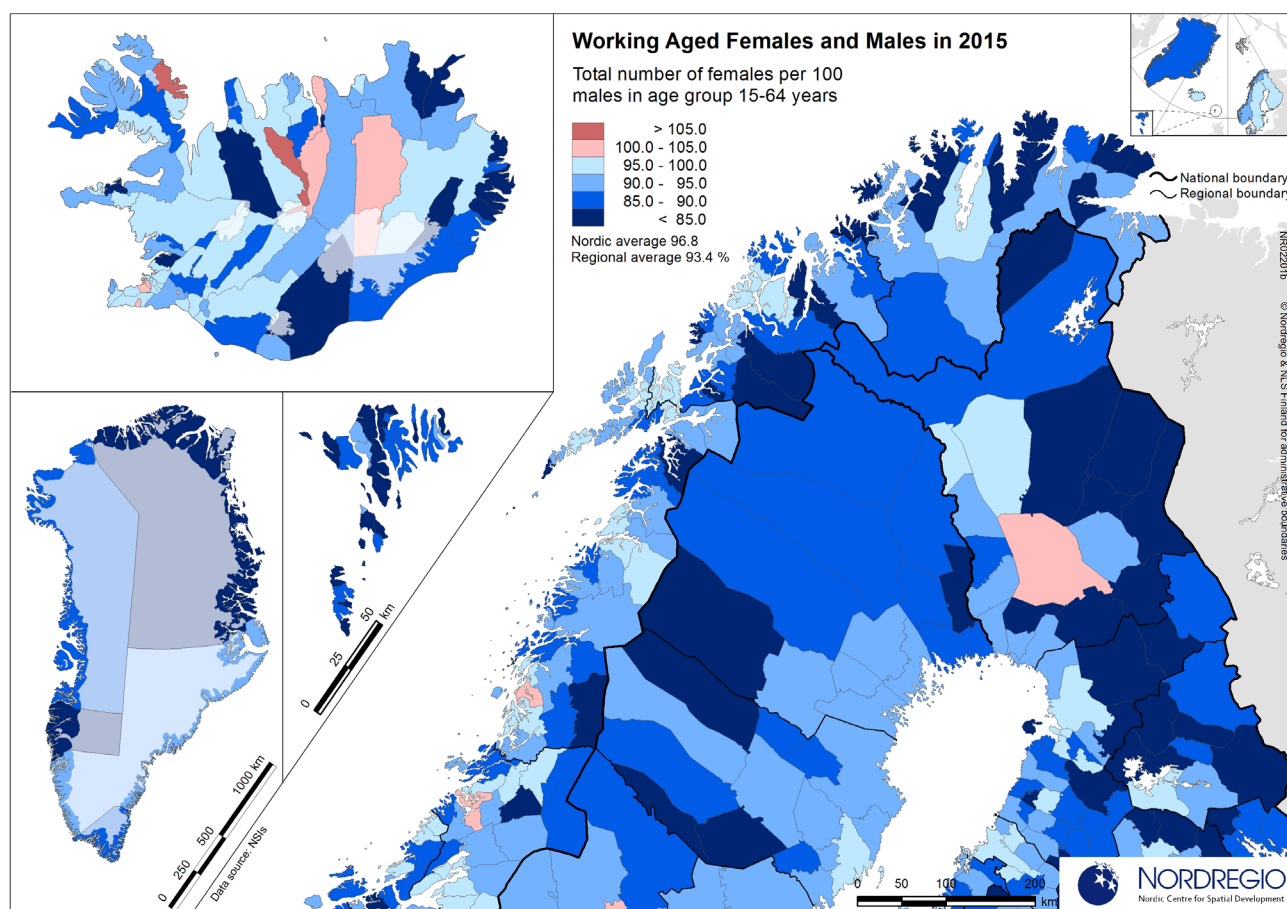 Working Aged Females and Males in 2015
Total number of females per 100
males in age group 15-64 years
> 105.0
100.0 - 105.0
95.0 - 100.0
90.0 - 95.0
85.0 - 90.0
< 85.0
Nordic average 96.8
Regional average 93.4 %
National boundary
Regional boundary
NR02201b © Nordregio & NLS Finland for administrative boundaries
0 25 50
km
0 250 500 1000 km
Data source: NSIs
0 50 100 200
km
NORDREGIO
Nordic Centre for Spatial Development